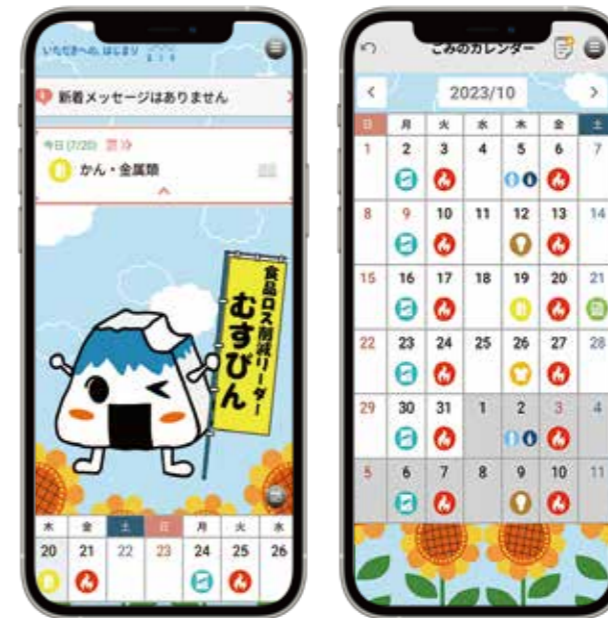 いただきへの、はじまり
新着メッセージはありません
今日(7/20)
かん・金属類
食品ロス削減リーダー
むすびん
木 金 土 日 月 火 水
20 21 22 23 24 25 26
ごみのカレンダー
2023/10
日 月 火 水 木 金 土
1 2 3 4 5 6 7
8 9 10 11 12 13 14
15 16 17 18 19 20 21
22 23 24 25 26 27 28
29 30 31 1 2 3 4
5 6 7 8 9 10 11